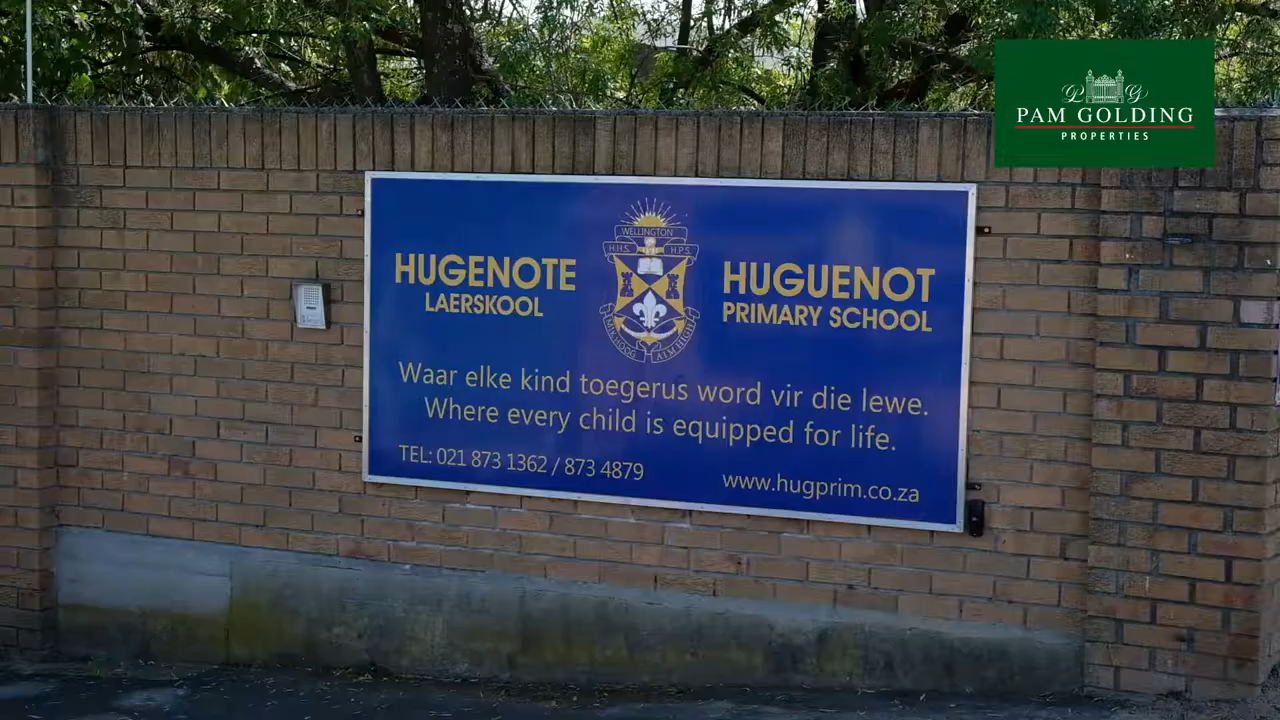 P G
PAM GOLDING
PROPERTIES
WELLINGTON
H.H.S. H.P.S.
HUGENOTE
LAERSKOOL
HUGUENOT
PRIMARY SCHOOL
Waar elke kind toegerus word vir die lewe.
Where every child is equipped for life.
TEL: 021 873 1362 / 873 4879
www.hugprim.co.za